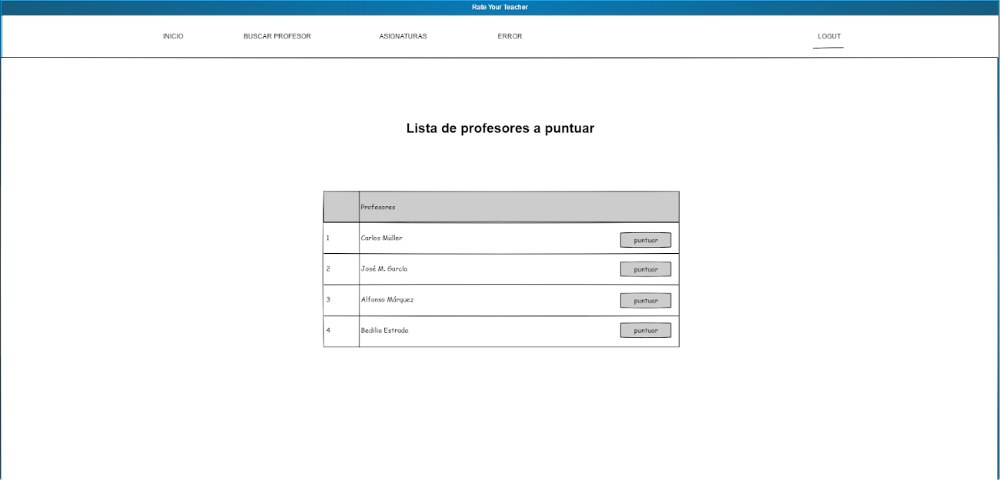 Rate Your Teacher
INICIO BUSCAR PROFESOR ASIGNATURAS ERROR LOGUT
Lista de profesores a puntuar
Profesores
1 Carlos Müller puntuar
2 José M. García puntuar
3 Alfonso Márquez puntuar
4 Bedilia Estrada puntuar